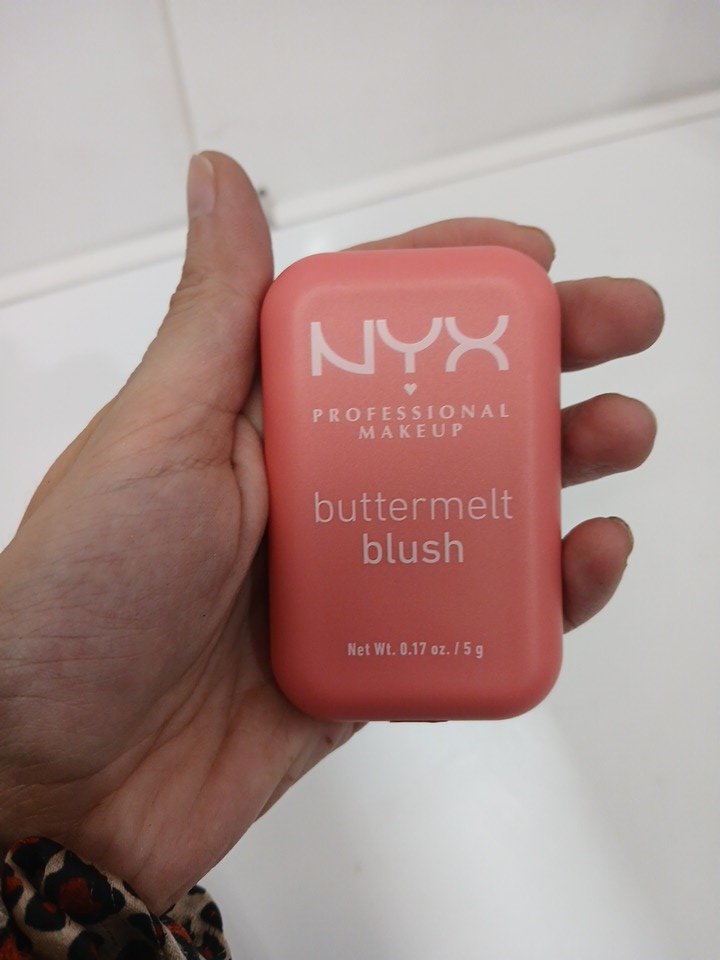 NYX
PROFESSIONAL
MAKEUP
buttermelt
blush
Net Wt. 0.17 oz. / 5 g